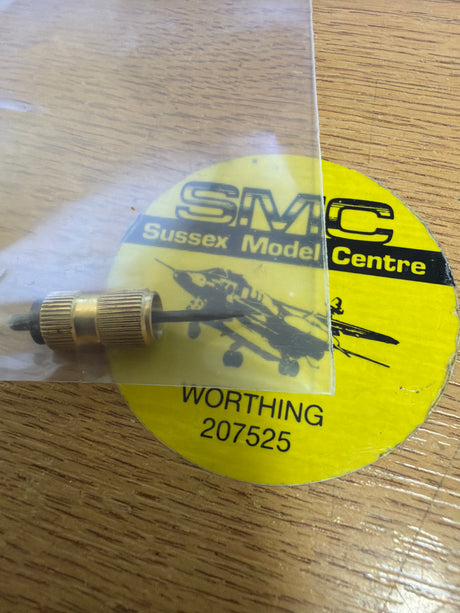 SMC
Sussex Model Centre
WORTHING
207525